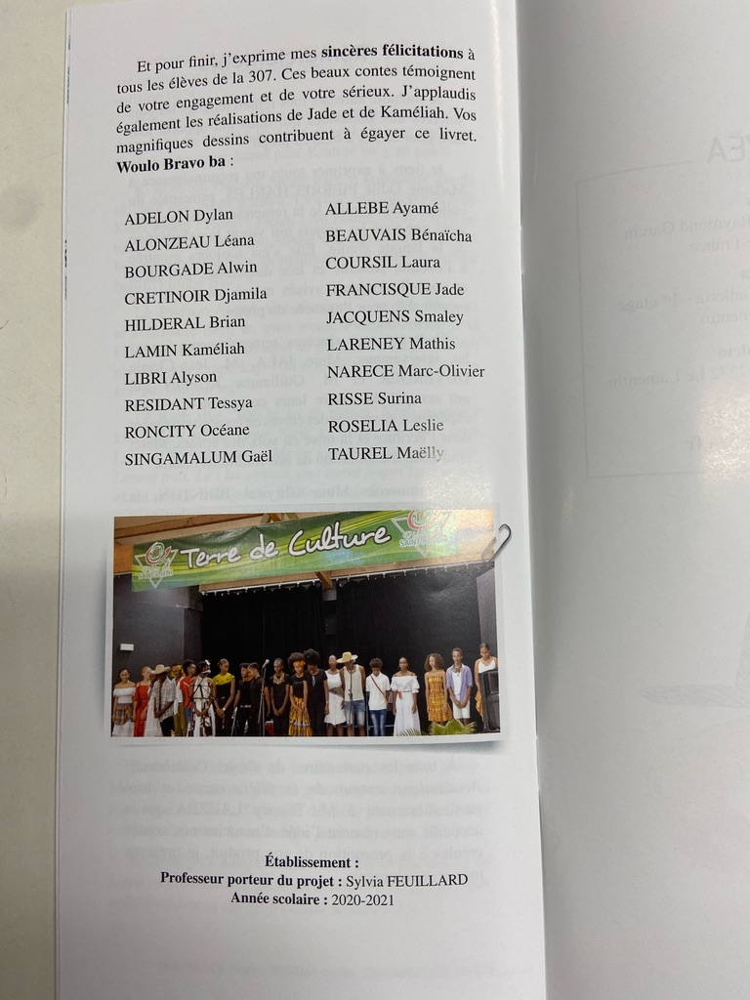 Et pour finir, j'exprime mes sincères félicitations à
tous les élèves de la 307. Ces beaux contes témoignent
de votre engagement et de votre sérieux. J'applaudis
également les réalisations de Jade et de Kaméliah. Vos
magnifiques dessins contribuent à égayer ce livret.
Woulo Bravo ba :
ADELON Dylan
ALONZEAU Léana
BOURGADE Alwin
CRETINOIR Djamila
HILDERAL Brian
LAMIN Kaméliah
LIBRI Alyson
RESIDANT Tessya
RONCITY Océane
SINGAMALUM Gaël
ALLEBE Ayamé
BEAUVAIS Bénaïcha
COURSIL Laura
FRANCISQUE Jade
JACQUENS Smaley
LARENEY Mathis
NARECE Marc-Olivier
RISSE Surina
ROSELIA Leslie
TAUREL Maëlly
Terre de Culture
Établissement :
Professeur porteur du projet : Sylvia FEUILLARD
Année scolaire : 2020-2021